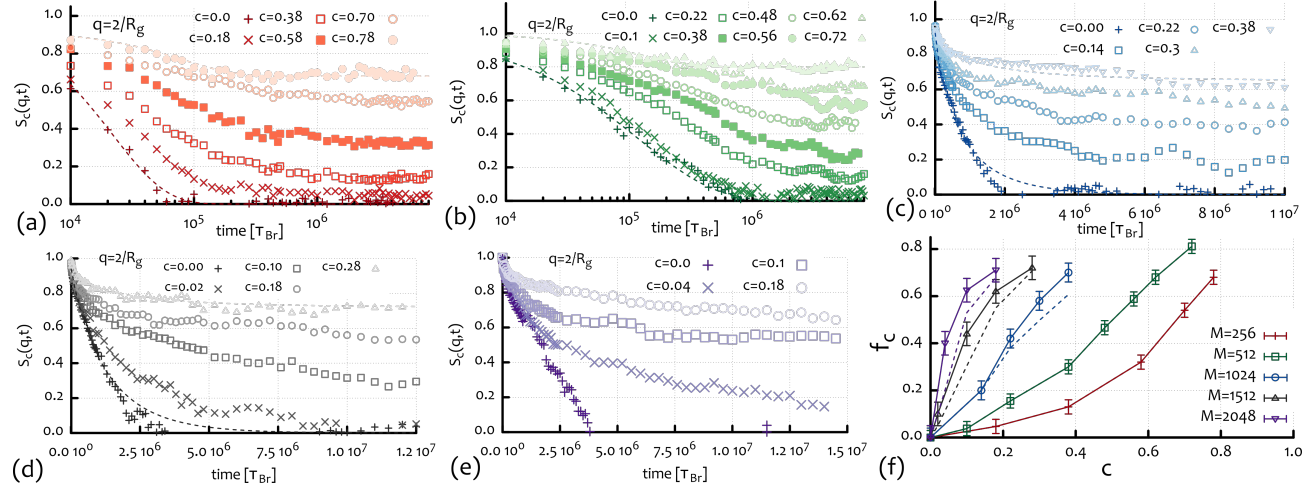 q=2/Rg
c=0.0 c=0.38 c=0.70
c=0.18 c=0.58 c=0.78
1.0
0.8
0.6
0.4
0.2
0.0
Sc(q,t)
10^4 10^5 10^6
time [τBr]
(a)
q=2/Rg
c=0.0 c=0.22 c=0.48 c=0.62
c=0.1 c=0.38 c=0.56 c=0.72
1.0
0.8
0.6
0.4
0.2
0.0
Sc(q,t)
10^4 10^5 10^6
time [τBr]
(b)
q=2/Rg
c=0.00 c=0.22 c=0.38
c=0.14 c=0.3
1.0
0.8
0.6
0.4
0.2
0.0
Sc(q,t)
0 10^0 2 10^6 4 10^6 6 10^6 8 10^6 1 10^7
time [τBr]
(c)
q=2/Rg
c=0.00 c=0.10 c=0.28
c=0.02 c=0.18
1.0
0.8
0.6
0.4
0.2
0.0
Sc(q,t)
0.0 10^0 2.5 10^6 5.0 10^6 7.5 10^6 1.0 10^7 1.2 10^7
time [τBr]
(d)
q=2/Rg
c=0.0 c=0.1
c=0.04 c=0.18
1.0
0.8
0.6
0.4
0.2
0.0
Sc(q,t)
0.0 10^0 2.5 10^6 5.0 10^6 7.5 10^6 1.0 10^7 1.2 10^7 1.5 10^7
time [τBr]
(e)
0.8
0.6
0.4
0.2
0.0
fc
M=256
M=512
M=1024
M=1512
M=2048
0.0 0.2 0.4 0.6 0.8 1.0
c
(f)